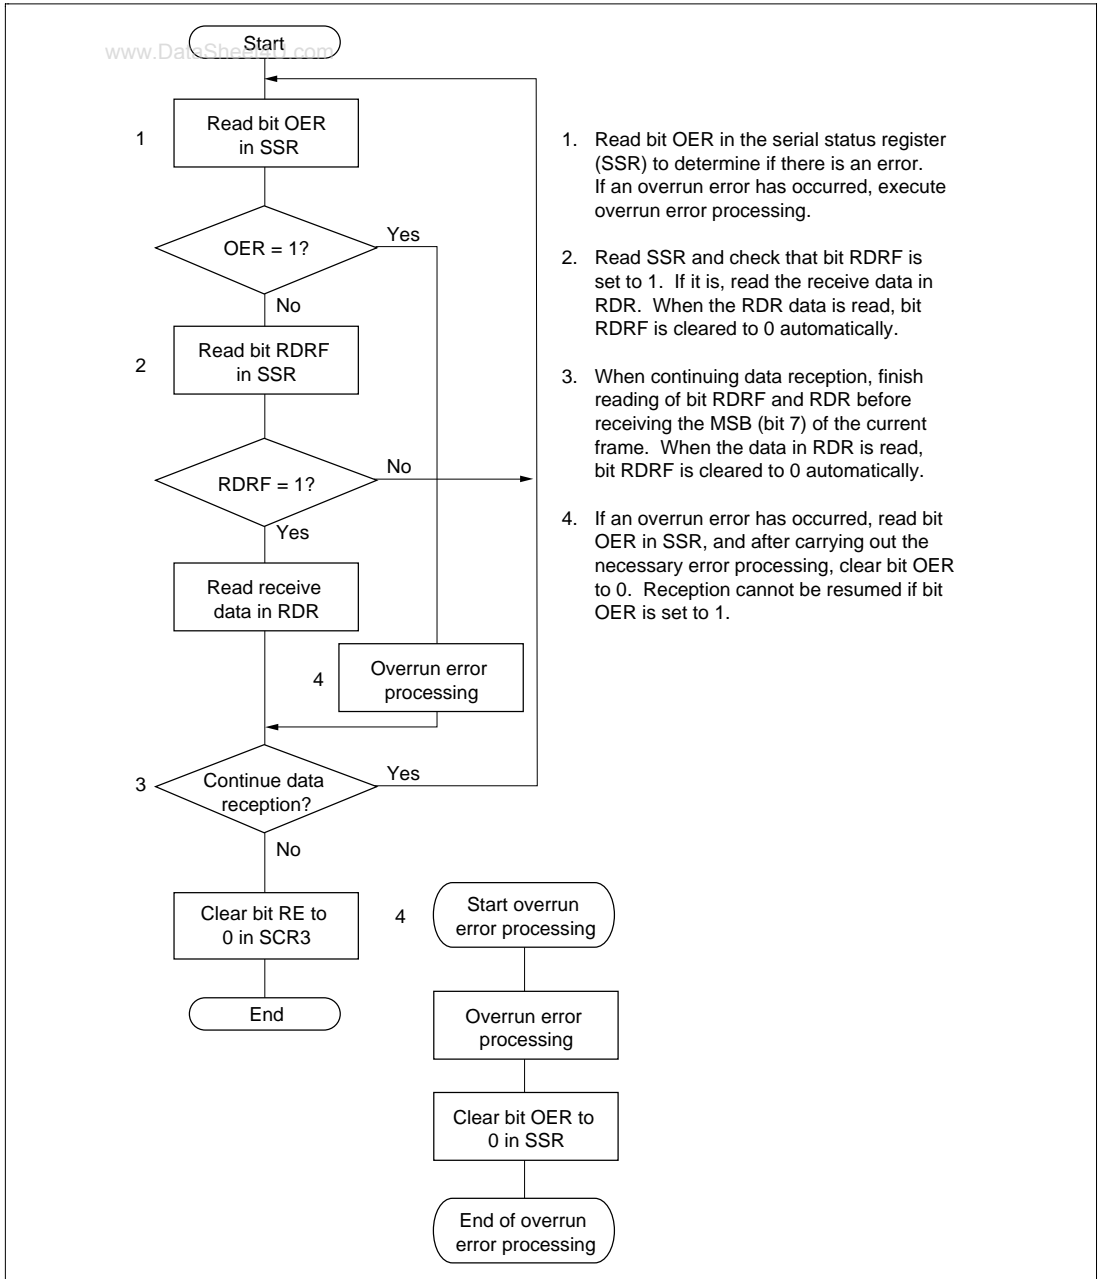 www.DataSheet4U.com
Start
1
Read bit OER
in SSR
OER = 1?
Yes
No
2
Read bit RDRF
in SSR
RDRF = 1?
No
Yes
Read receive
data in RDR
4
Overrun error
processing
3
Continue data
reception?
Yes
No
Clear bit RE to
0 in SCR3
End
4
Start overrun
error processing
Overrun error
processing
Clear bit OER to
0 in SSR
End of overrun
error processing
1. Read bit OER in the serial status register
(SSR) to determine if there is an error.
If an overrun error has occurred, execute
overrun error processing.
2. Read SSR and check that bit RDRF is
set to 1. If it is, read the receive data in
RDR. When the RDR data is read, bit
RDRF is cleared to 0 automatically.
3. When continuing data reception, finish
reading of bit RDRF and RDR before
receiving the MSB (bit 7) of the current
frame. When the data in RDR is read,
bit RDRF is cleared to 0 automatically.
4. If an overrun error has occurred, read bit
OER in SSR, and after carrying out the
necessary error processing, clear bit OER
to 0. Reception cannot be resumed if bit
OER is set to 1.